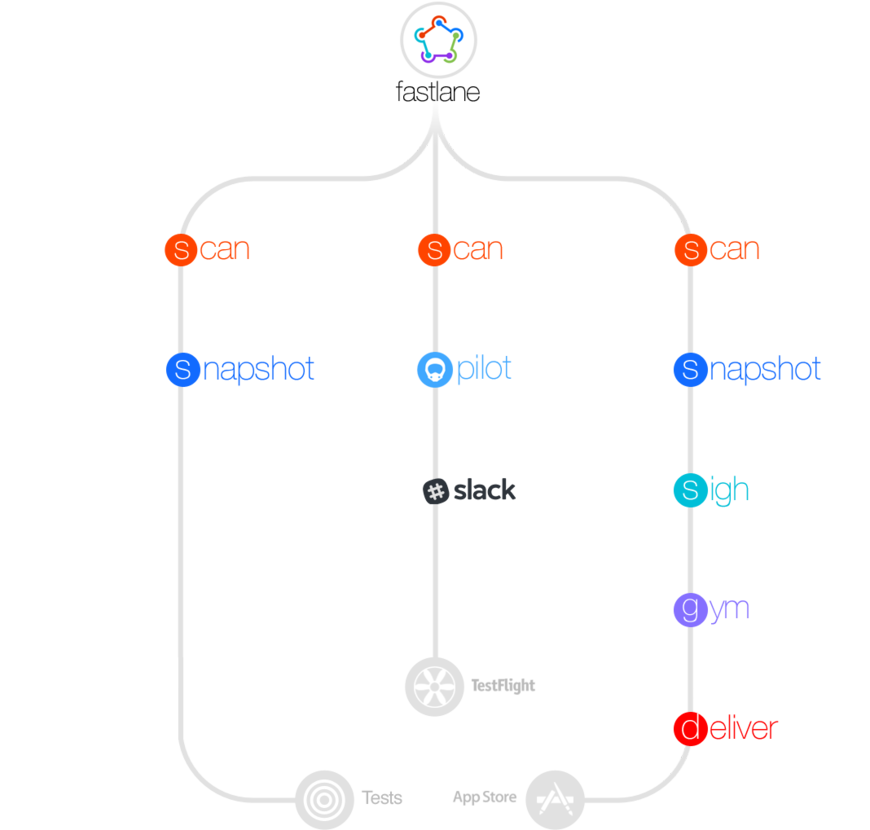 fastlane
scan scan scan
snapshot pilot snapshot
slack sigh
gym
TestFlight
deliver
Tests App Store